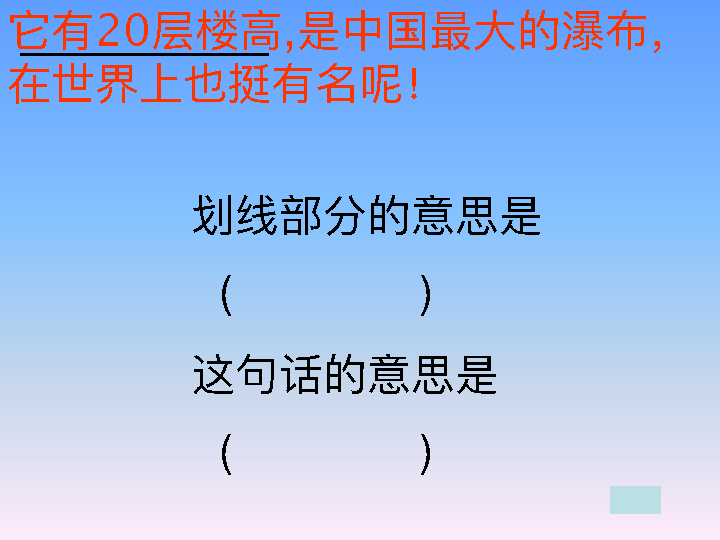 它有20层楼高,是中国最大的瀑布,
在世界上也挺有名呢!
划线部分的意思是
(                )
这句话的意思是
(                )